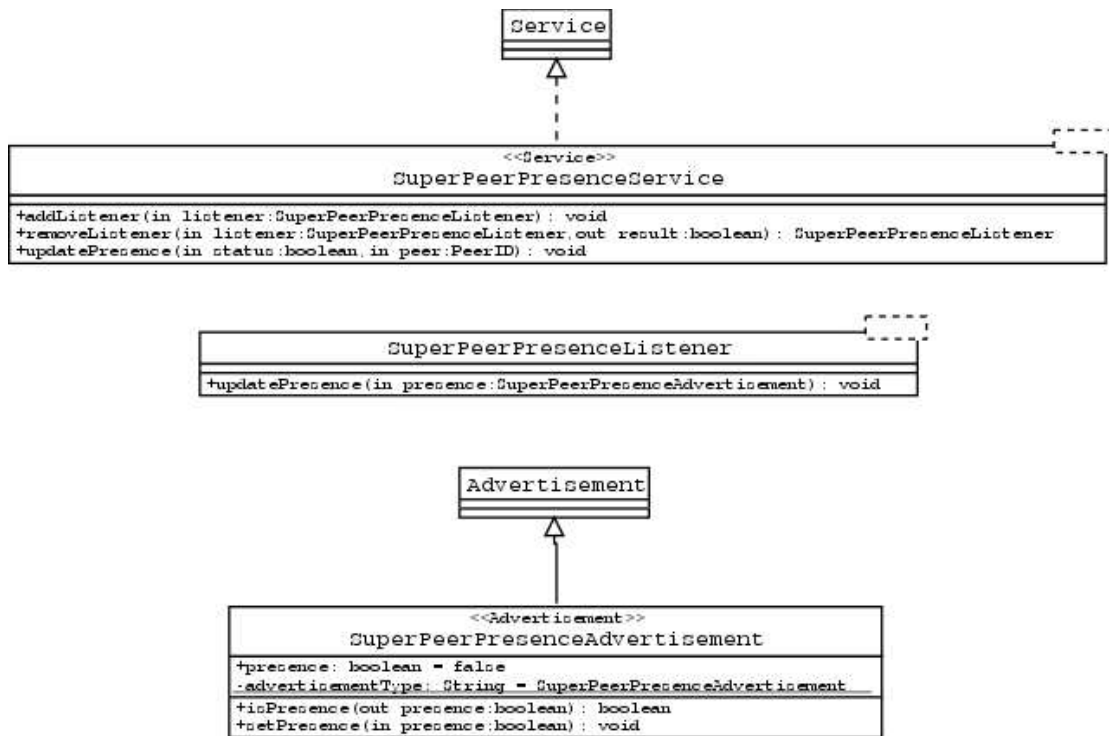 Service
<<Service>>
SuperPeerPresenceService
+addListener(in listener:SuperPeerPresenceListener): void
+removeListener(in listener:SuperPeerPresenceListener,out result:boolean): SuperPeerPresenceListener
+updatePresence(in status:boolean,in peer:PeerID): void
SuperPeerPresenceListener
+updatePresence(in presence:SuperPeerPresenceAdvertisement): void
Advertisement
<<Advertisement>>
SuperPeerPresenceAdvertisement
+presence: boolean = false
-advertisementType: String = SuperPeerPresenceAdvertisement
+isPresence(out presence:boolean): boolean
+setPresence(in presence:boolean): void